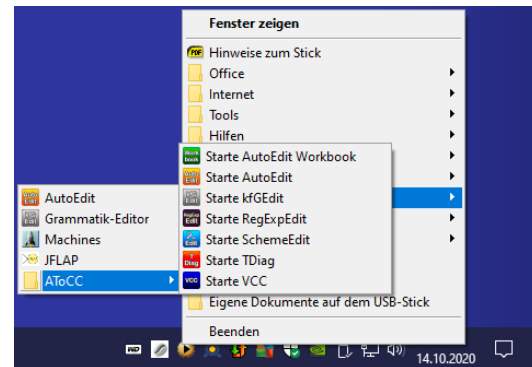 Fenster zeigen
Hinweise zum Stick
Office
Internet
Tools
Hilfen
Starte AutoEdit Workbook
Starte AutoEdit
Starte kfGEdit
Starte RegExpEdit
Starte SchemeEdit
Starte TDiag
Starte VCC
AutoEdit
Grammatik-Editor
Machines
JFLAP
AToCC
Eigene Dokumente auf dem USB-Stick
Beenden
14.10.2020